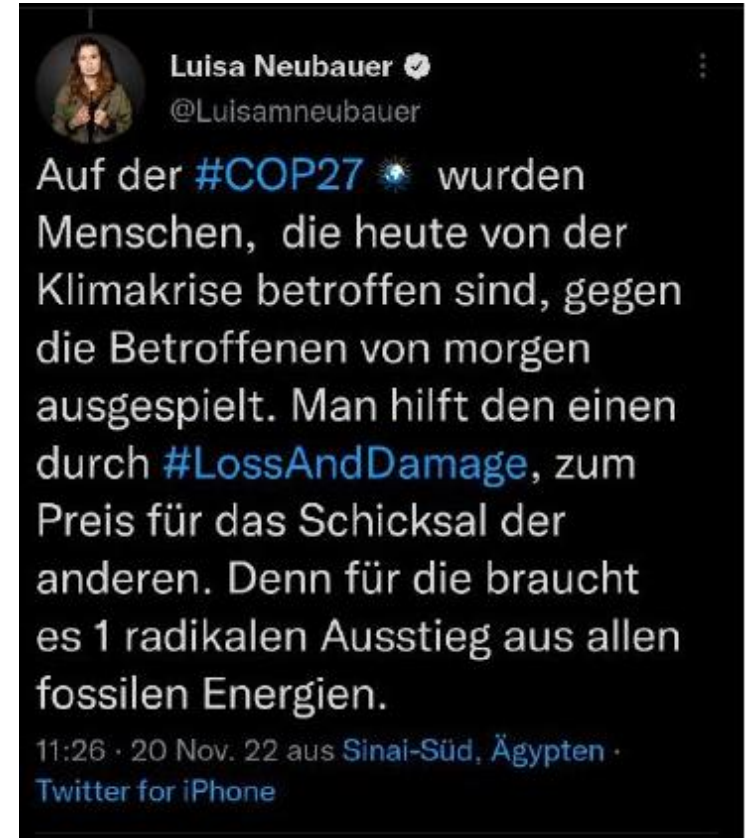 Luisa Neubauer
@Luisamneubauer
Auf der #COP27 wurden
Menschen, die heute von der
Klimakrise betroffen sind, gegen
die Betroffenen von morgen
ausgespielt. Man hilft den einen
durch #LossAndDamage, zum
Preis für das Schicksal der
anderen. Denn für die braucht
es 1 radikalen Ausstieg aus allen
fossilen Energien.
11:26 · 20 Nov. 22 aus Sinai-Süd, Ägypten ·
Twitter for iPhone